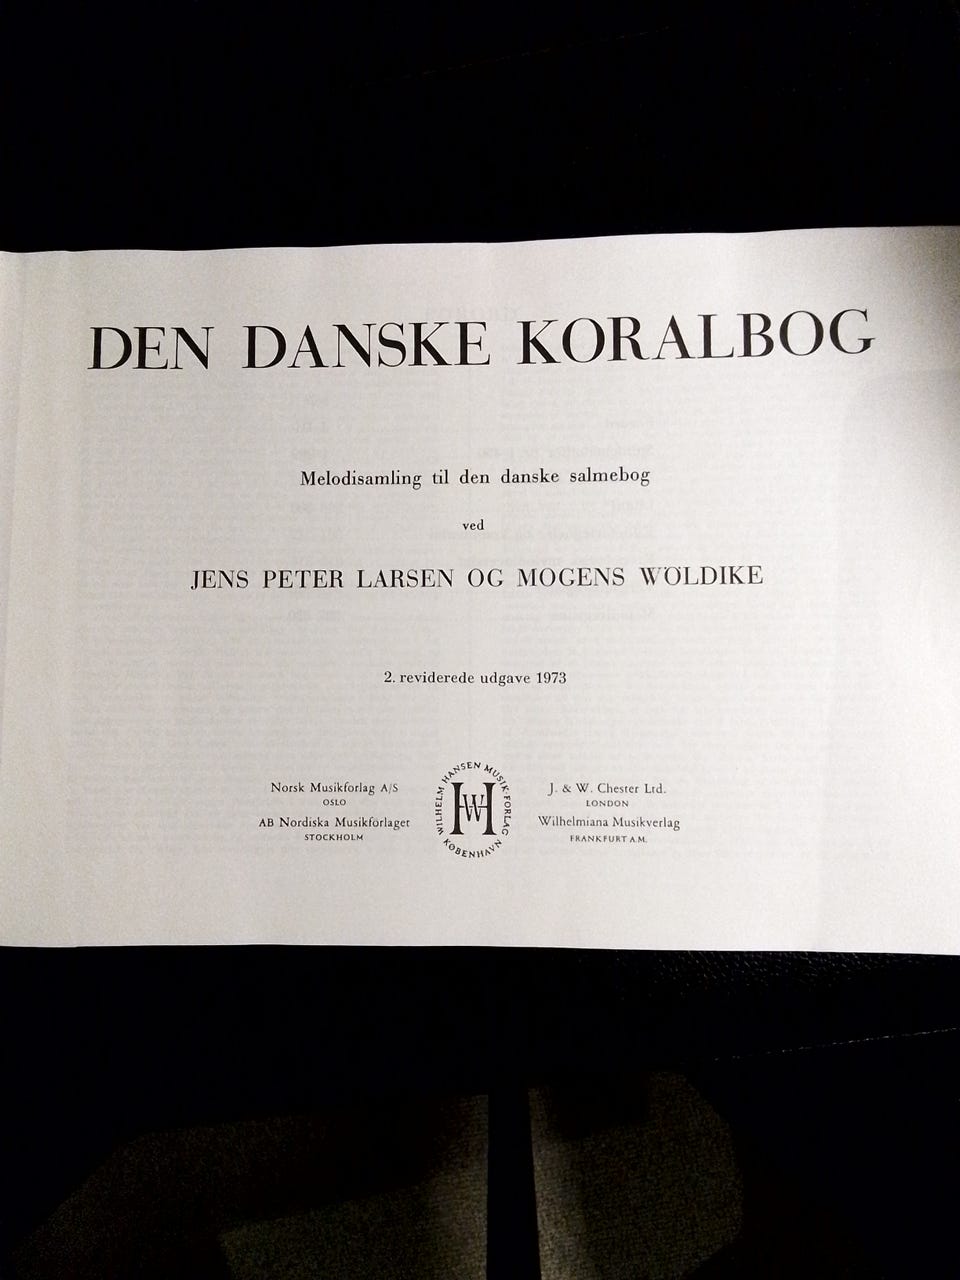 DEN DANSKE KORALBOG
Melodisamling til den danske salmebog
ved
JENS PETER LARSEN OG MOGENS WÖLDIKE
2. reviderede udgave 1973
Norsk Musikforlag A/S
OSLO
AB Nordiska Musikförlaget
STOCKHOLM
WILHELM HANSEN MUSIK-FORLAG
KØBENHAVN
HW
J. & W. Chester Ltd.
LONDON
Wilhelmiana Musikverlag
FRANKFURT A.M.